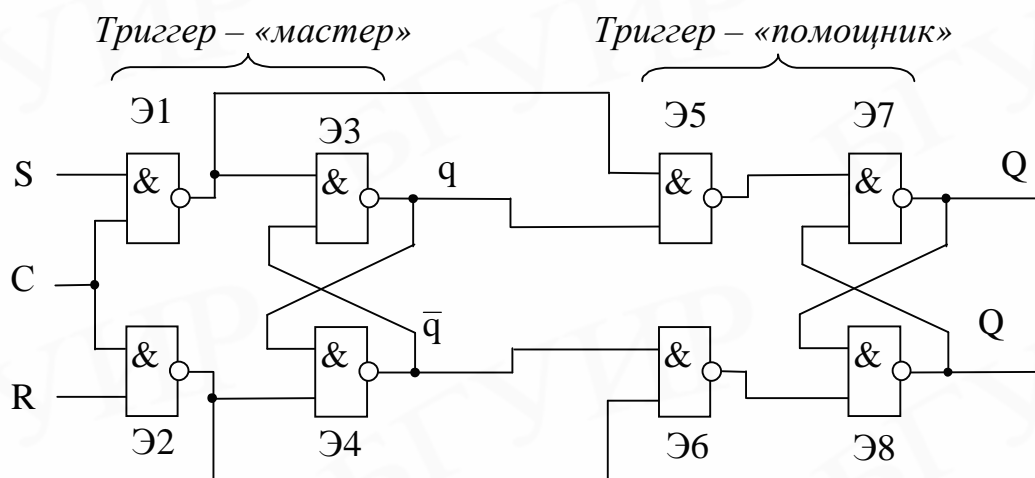 Триггер – «мастер» Триггер – «помощник»
Э1 Э3 Э5 Э7
S & & q & & Q
C
R & & q̅ & & Q
Э2 Э4 Э6 Э8